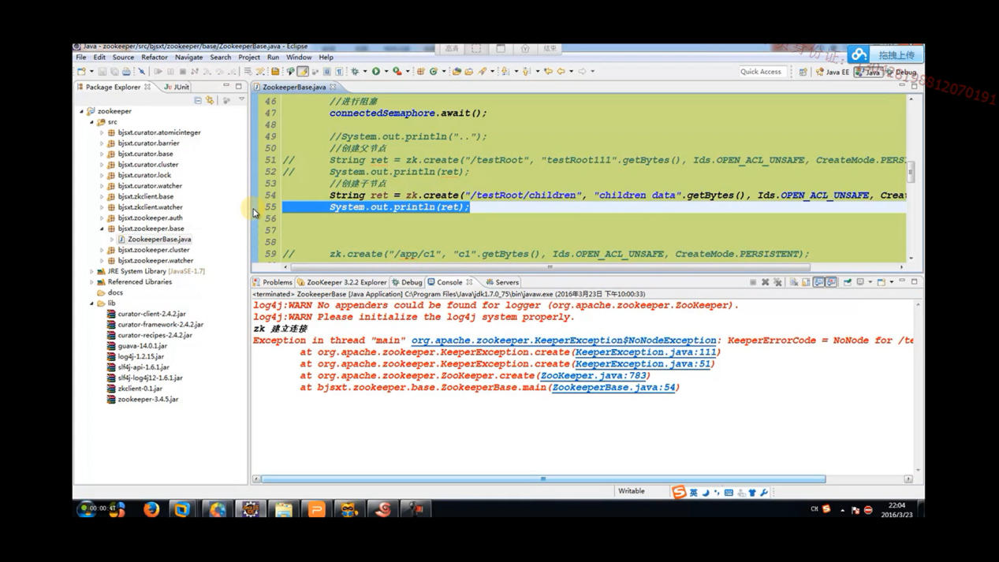 Java - zookeeper/src/bjsxt/zookeeper/base/ZookeeperBase.java - Eclipse
高清
结束
File Edit Source Refactor Navigate Search Project Run Window Help
拖拽上传
身份证:
198812070191
Quick Access
Java EE
Java
Debug
Package Explorer
JUnit
ZookeeperBase.java
zookeeper
src
bjsxt.curator.atomicinteger
bjsxt.curator.barrier
bjsxt.curator.base
bjsxt.curator.cluster
bjsxt.curator.lock
bjsxt.curator.watcher
bjsxt.zkclient.base
bjsxt.zkclient.watcher
bjsxt.zookeeper.auth
bjsxt.zookeeper.base
ZookeeperBase.java
bjsxt.zookeeper.cluster
bjsxt.zookeeper.watcher
JRE System Library [JavaSE-1.7]
Referenced Libraries
docs
lib
curator-client-2.4.2.jar
curator-framework-2.4.2.jar
curator-recipes-2.4.2.jar
guava-14.0.1.jar
log4j-1.2.15.jar
slf4j-api-1.6.1.jar
slf4j-log4j12-1.6.1.jar
zkclient-0.1.jar
zookeeper-3.4.5.jar
46 //进行阻塞
47 connectedSemaphore.await();
48
49 //System.out.println("..");
50 //创建父节点
51 // String ret = zk.create("/testRoot", "testRoot111".getBytes(), Ids.OPEN_ACL_UNSAFE, CreateMode.PERS
52 // System.out.println(ret);
53 //创建子节点
54 String ret = zk.create("/testRoot/children", "children data".getBytes(), Ids.OPEN_ACL_UNSAFE, Crea
55 System.out.println(ret);
56
57
58
59 // zk.create("/app/c1", "c1".getBytes(), Ids.OPEN_ACL_UNSAFE, CreateMode.PERSISTENT);
Problems
ZooKeeper 3.2.2 Explorer
Debug
Console
Servers
<terminated> ZookeeperBase [Java Application] C:\Program Files\Java\jdk1.7.0_75\bin\javaw.exe (2016年3月23日 下午10:00:33)
log4j:WARN No appenders could be found for logger (org.apache.zookeeper.ZooKeeper).
log4j:WARN Please initialize the log4j system properly.
zk 建立连接
Exception in thread "main" org.apache.zookeeper.KeeperException$NoNodeException: KeeperErrorCode = NoNode for /te
at org.apache.zookeeper.KeeperException.create(KeeperException.java:111)
at org.apache.zookeeper.KeeperException.create(KeeperException.java:51)
at org.apache.zookeeper.ZooKeeper.create(ZooKeeper.java:783)
at bjsxt.zookeeper.base.ZookeeperBase.main(ZookeeperBase.java:54)
Writable
英
00:00:47
CH
22:04
2016/3/23